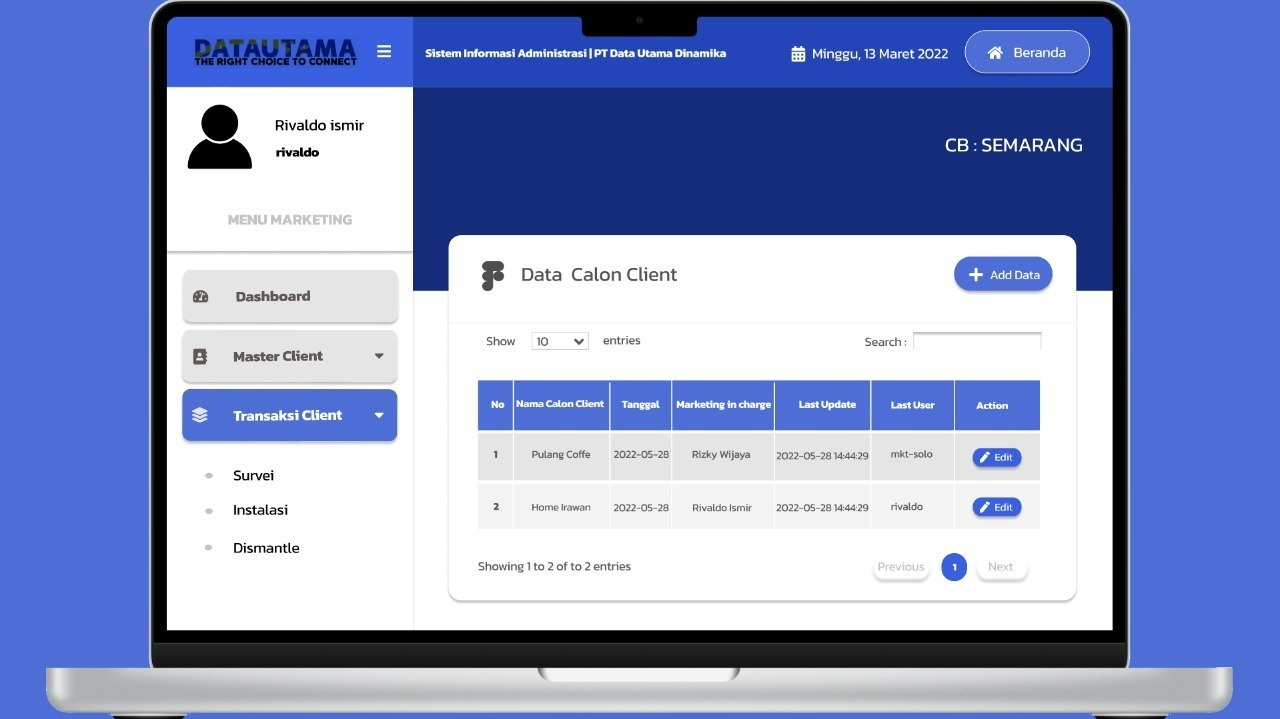 DATAUTAMA
THE RIGHT CHOICE TO CONNECT
Sistem Informasi Administrasi | PT Data Utama Dinamika
Minggu, 13 Maret 2022
Beranda
Rivaldo ismir
rivaldo
MENU MARKETING
CB : SEMARANG
Dashboard
Master Client
Transaksi Client
Survei
Instalasi
Dismantle
Data Calon Client
Add Data
Show 10 entries
Search :
No Nama Calon Client Tanggal Marketing in charge Last Update Last User Action
1 Pulang Coffe 2022-05-28 Rizky Wijaya 2022-05-28 14:44:29 mkt-solo Edit
2 Home Irawan 2022-05-28 Rivaldo Ismir 2022-05-28 14:44:29 rivaldo Edit
Showing 1 to 2 of to 2 entries
Previous 1 Next